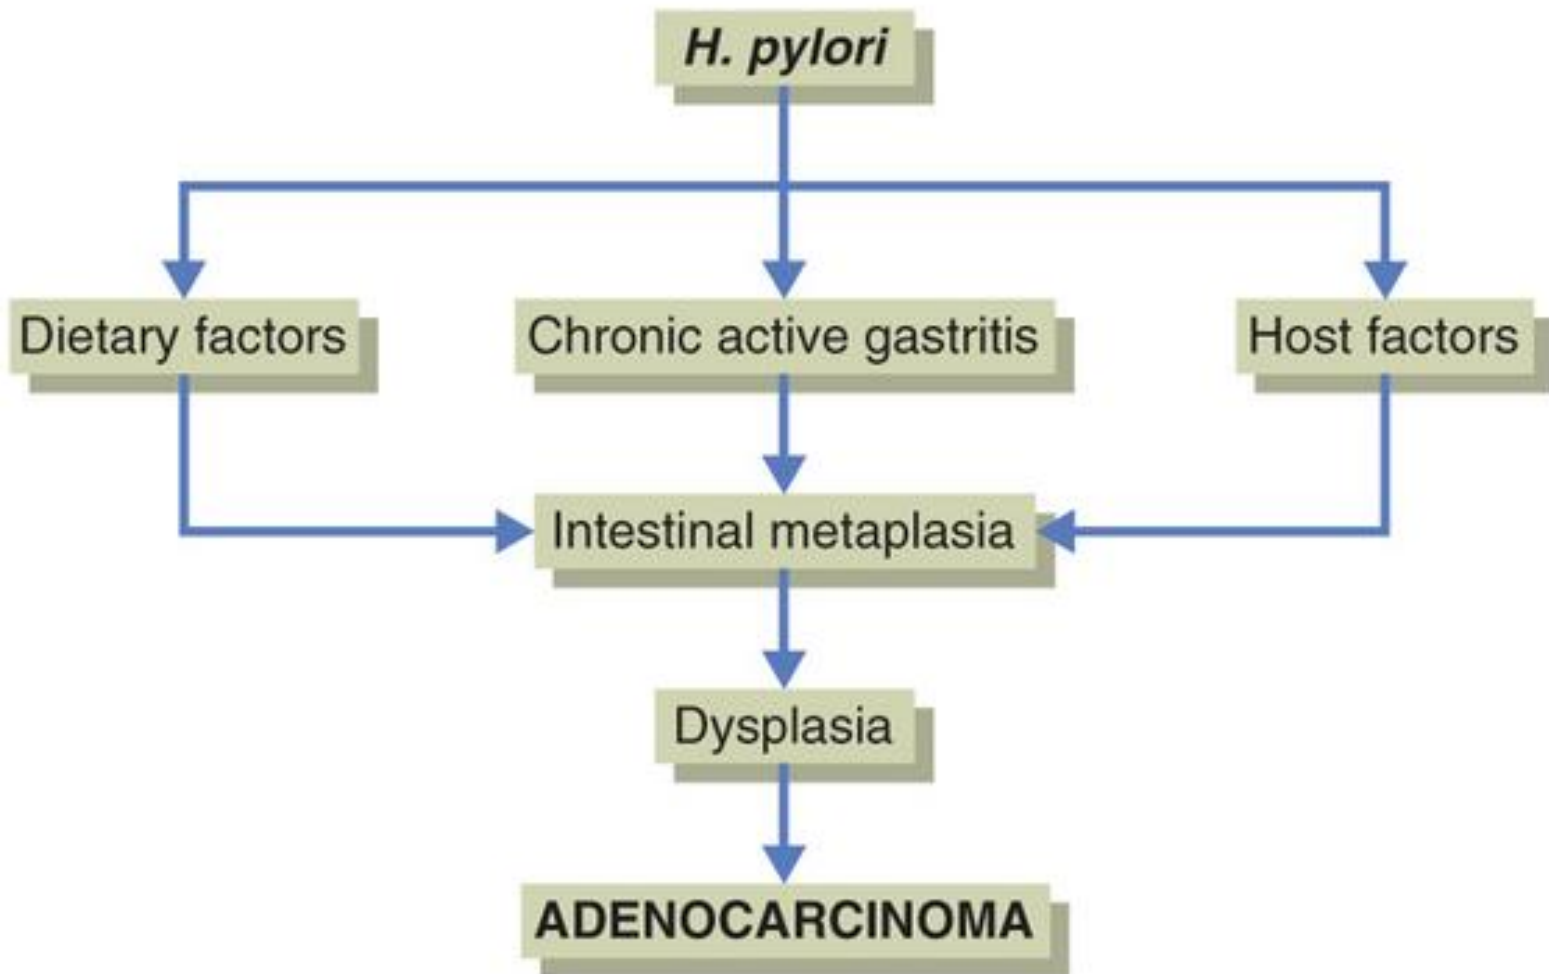 H. pylori
Dietary factors
Chronic active gastritis
Host factors
Intestinal metaplasia
Dysplasia
ADENOCARCINOMA